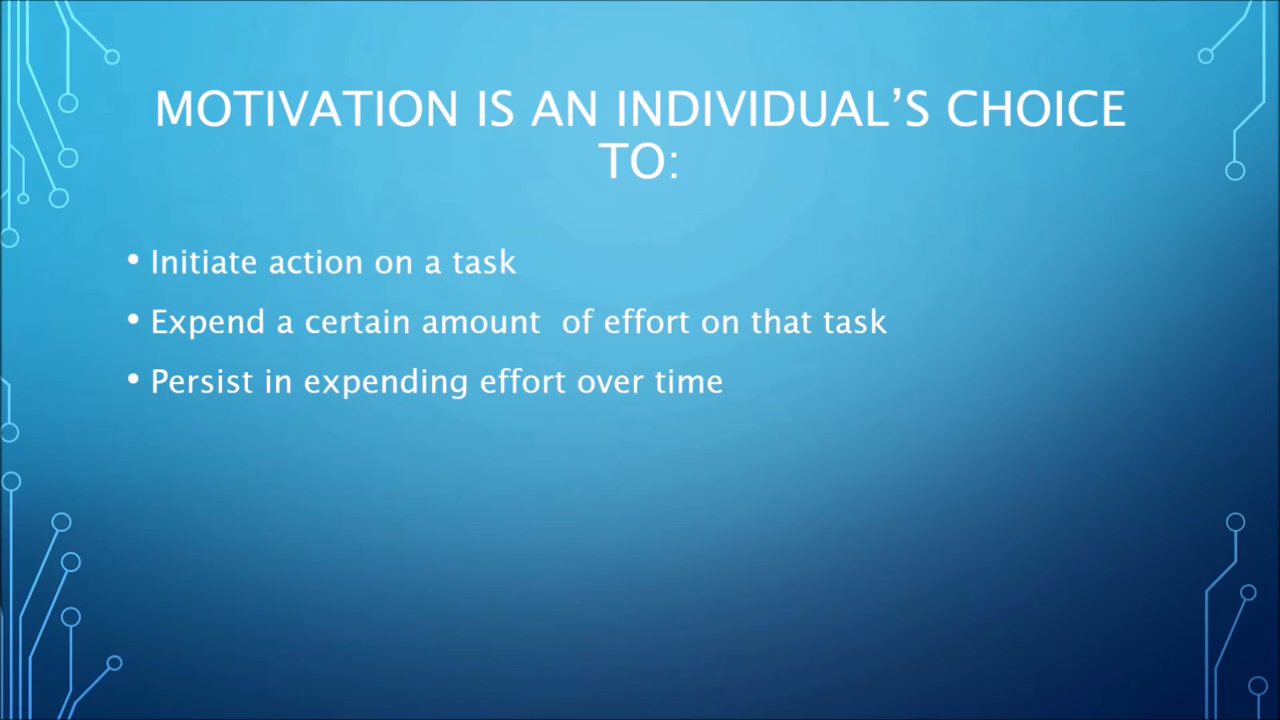 MOTIVATION IS AN INDIVIDUAL’S CHOICE
TO:
• Initiate action on a task
• Expend a certain amount  of effort on that task
• Persist in expending effort over time